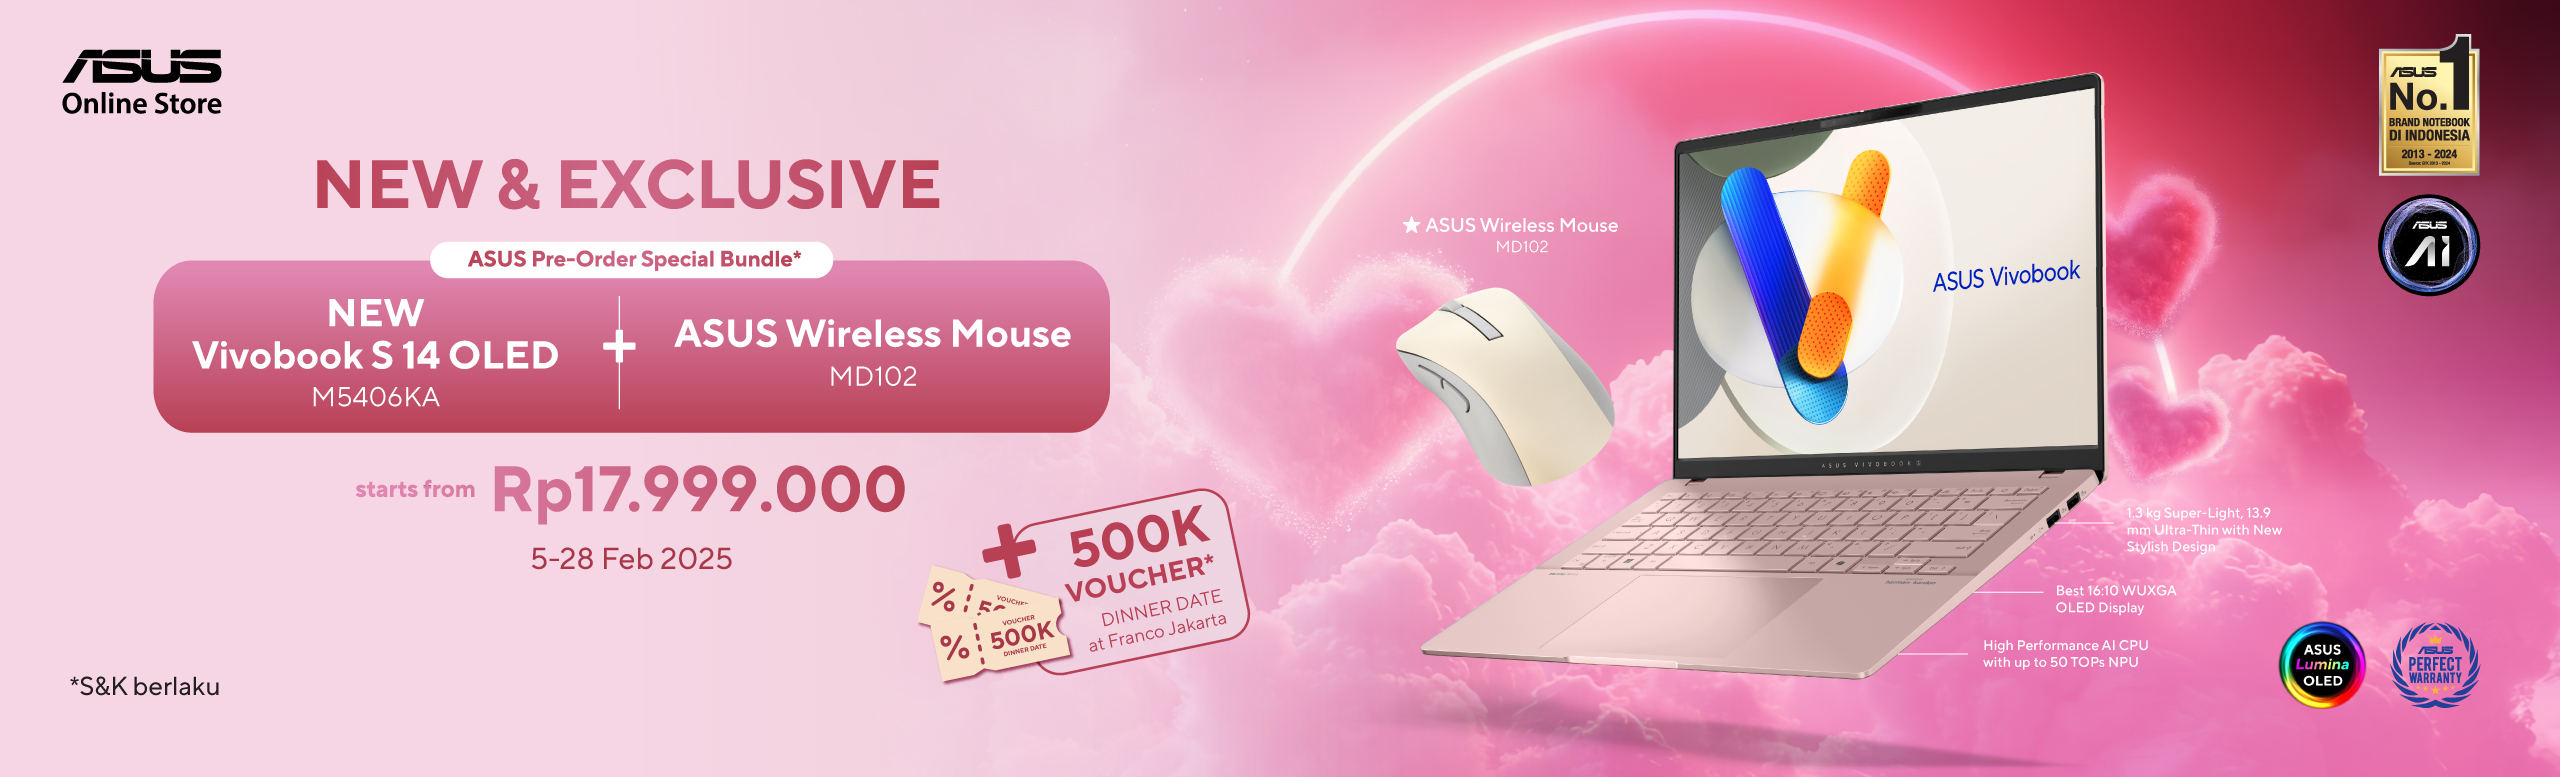 ASUS
Online Store
NEW & EXCLUSIVE
ASUS Pre-Order Special Bundle*
NEW
Vivobook S 14 OLED
M5406KA
+
ASUS Wireless Mouse
MD102
starts from Rp17.999.000
5-28 Feb 2025
*S&K berlaku
+ 500K
VOUCHER*
DINNER DATE
at Franco Jakarta
%
VOUCHER
%
VOUCHER
500K
DINNER DATE
★ ASUS Wireless Mouse
MD102
ASUS Vivobook
ASUS VIVOBOOK S
harman kardon
1.3 kg Super-Light, 13.9
mm Ultra-Thin with New
Stylish Design
Best 16:10 WUXGA
OLED Display
High Performance AI CPU
with up to 50 TOPs NPU
ASUS
No.1
BRAND NOTEBOOK
DI INDONESIA
2013 - 2024
ASUS
AI
ASUS
Lumina
OLED
ASUS
PERFECT
WARRANTY